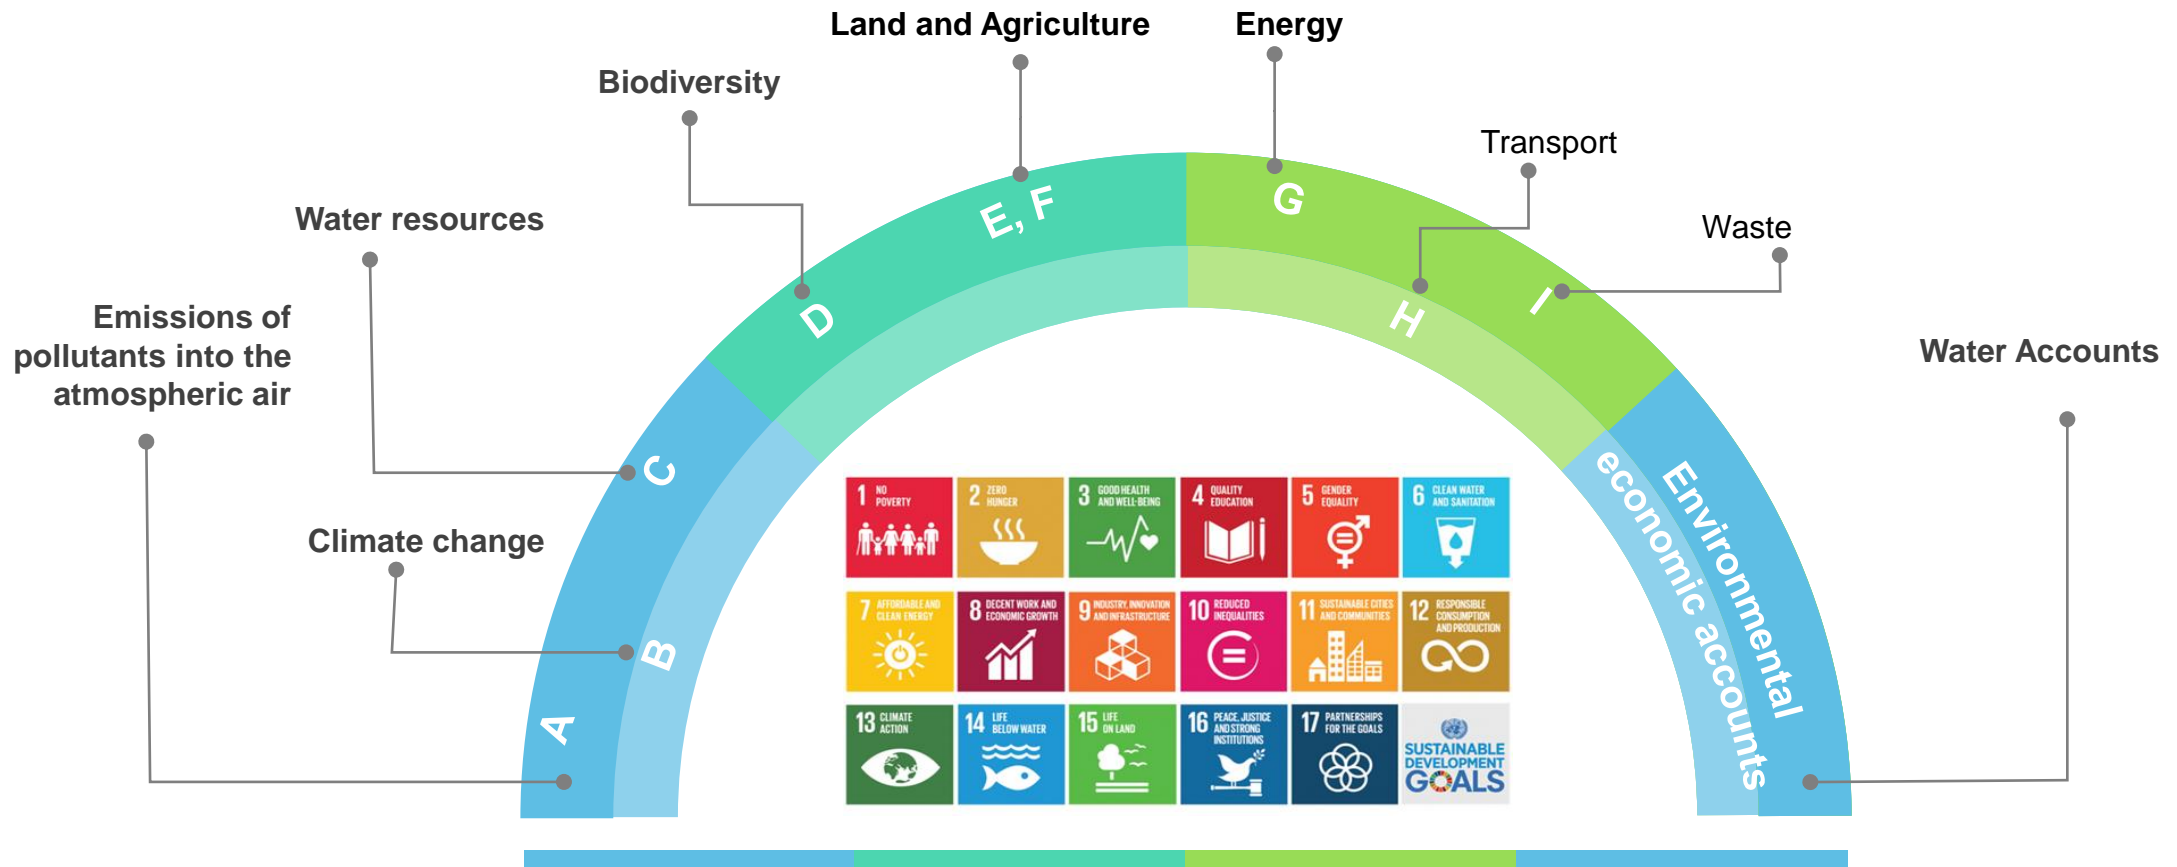 Land and Agriculture
Energy
Biodiversity
Transport
Water resources
Waste
Emissions of
pollutants into the
atmospheric air
Water Accounts
Climate change
A
B
C
D
E, F
G
H
I
Environmental
economic accounts
1 NO
POVERTY
2 ZERO
HUNGER
3 GOOD HEALTH
AND WELL-BEING
4 QUALITY
EDUCATION
5 GENDER
EQUALITY
6 CLEAN WATER
AND SANITATION
7 AFFORDABLE AND
CLEAN ENERGY
8 DECENT WORK AND
ECONOMIC GROWTH
9 INDUSTRY, INNOVATION
AND INFRASTRUCTURE
10 REDUCED
INEQUALITIES
11 SUSTAINABLE CITIES
AND COMMUNITIES
12 RESPONSIBLE
CONSUMPTION
AND PRODUCTION
13 CLIMATE
ACTION
14 LIFE
BELOW WATER
15 LIFE
ON LAND
16 PEACE, JUSTICE
AND STRONG
INSTITUTIONS
17 PARTNERSHIPS
FOR THE GOALS
SUSTAINABLE
DEVELOPMENT
GOALS